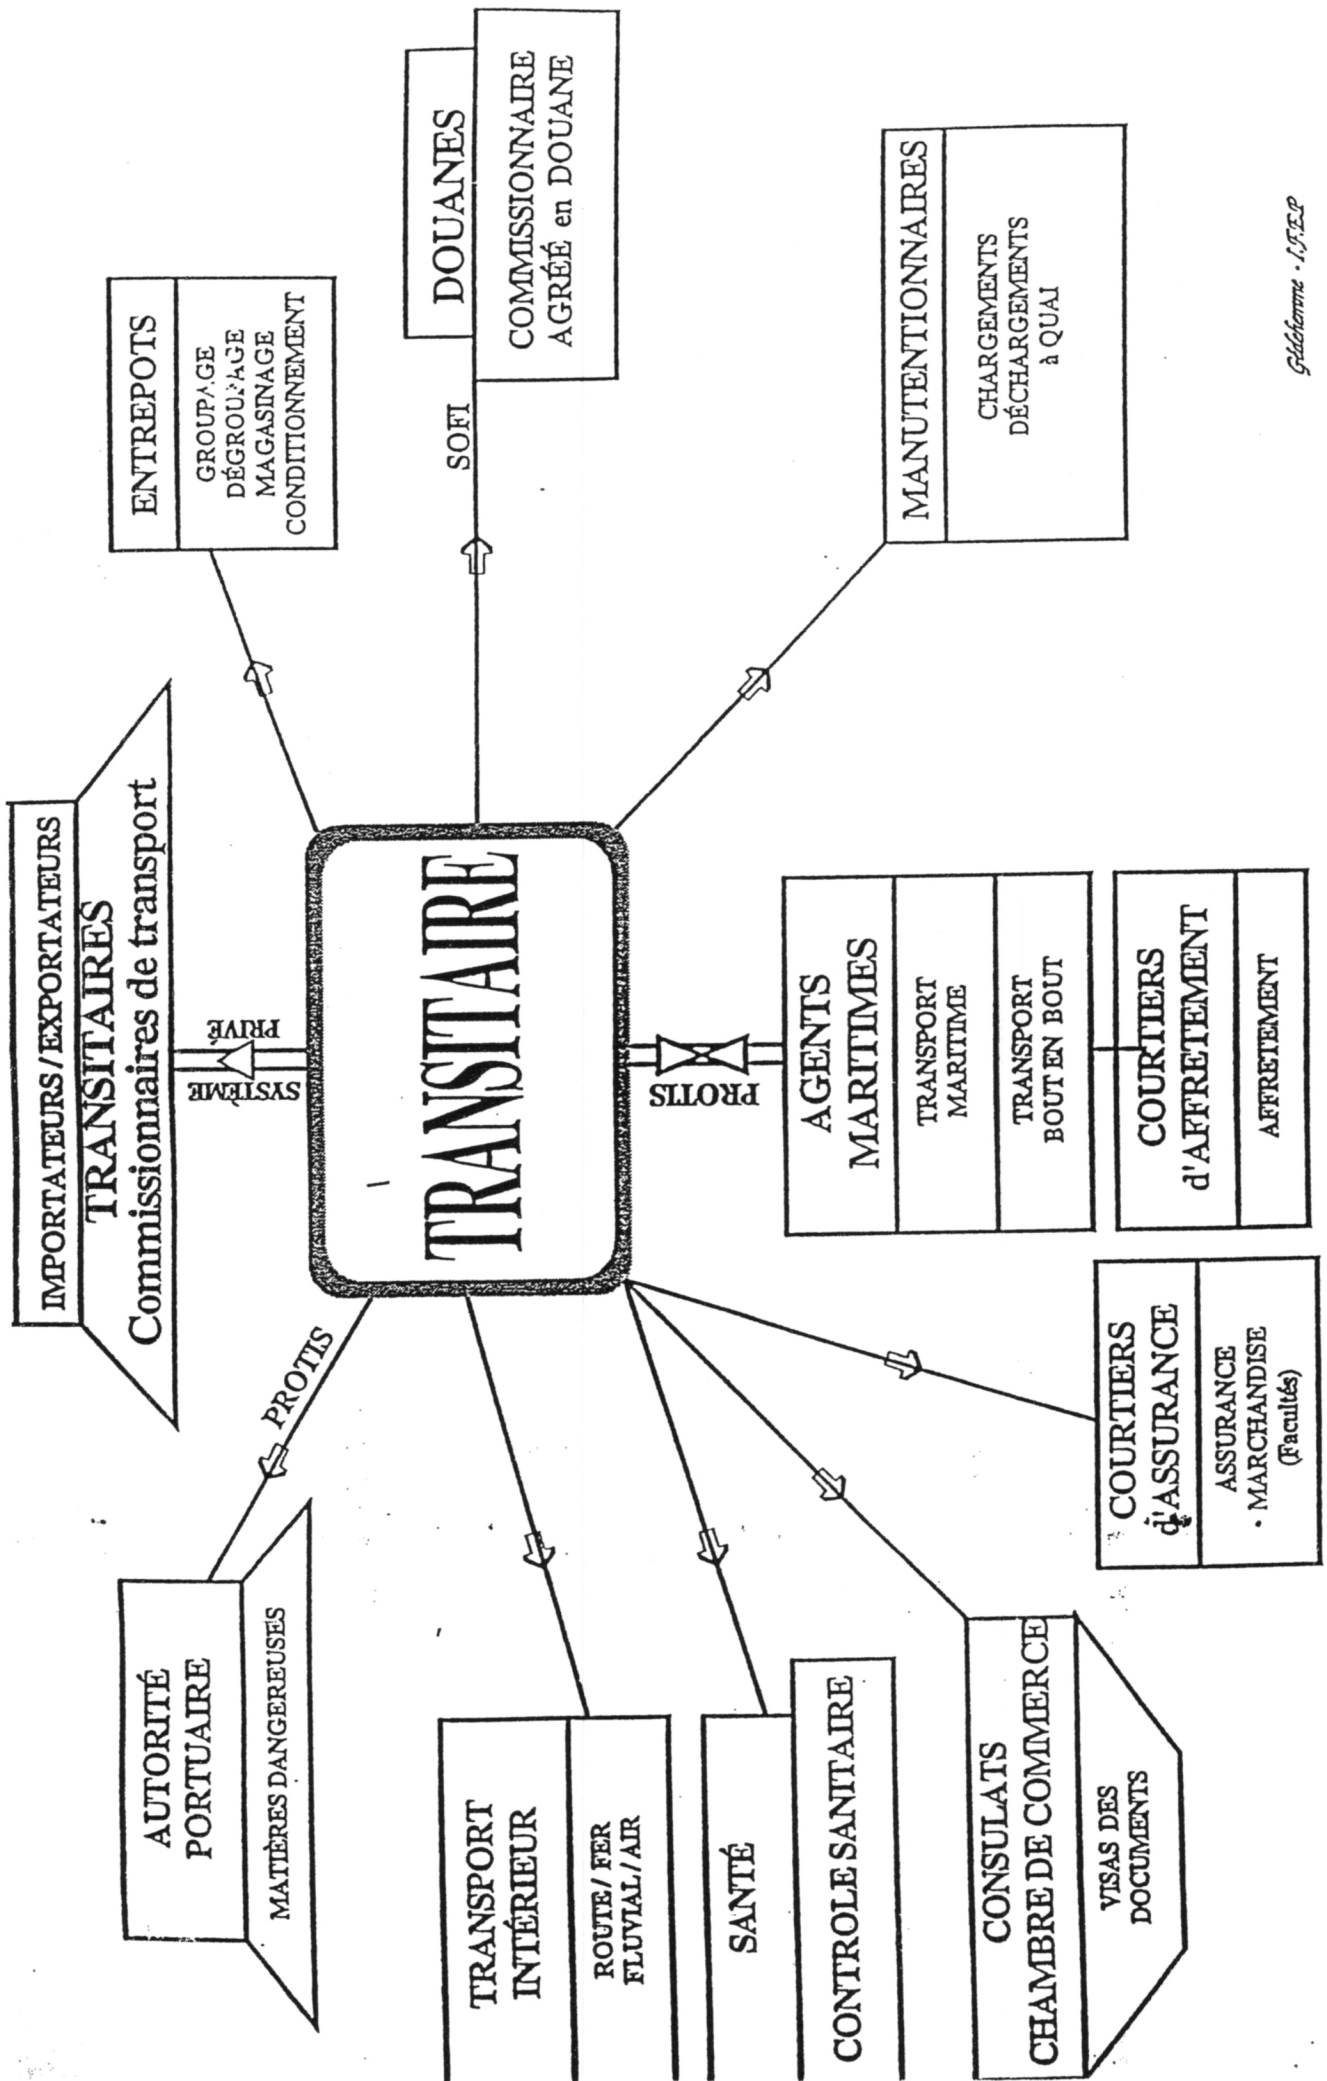 IMPORTATEURS/EXPORTATEURS
TRANSITAIRES
Commissionnaires de transport
AUTORITÉ
PORTUAIRE
MATIÈRES DANGEREUSES
PROTIS
SYSTÈME
PRIVÉ
ENTREPOTS
GROUPAGE
DÉGROUPAGE
MAGASINAGE
CONDITIONNEMENT
TRANSPORT
INTÉRIEUR
ROUTE/FER
FLUVIAL/AIR
TRANSITAIRE
SOFI
DOUANES
COMMISSIONNAIRE
AGRÉÉ en DOUANE
SANTÉ
CONTROLE SANITAIRE
PROTIS
AGENTS
MARITIMES
TRANSPORT
MARITIME
TRANSPORT
BOUT EN BOUT
MANUTENTIONNAIRES
CHARGEMENTS
DÉCHARGEMENTS
à QUAI
CONSULATS
CHAMBRE DE COMMERCE
VISAS DES
DOCUMENTS
COURTIERS
d'ASSURANCE
ASSURANCE
MARCHANDISE
(Facultés)
COURTIERS
d'AFFRETEMENT
AFFRETEMENT